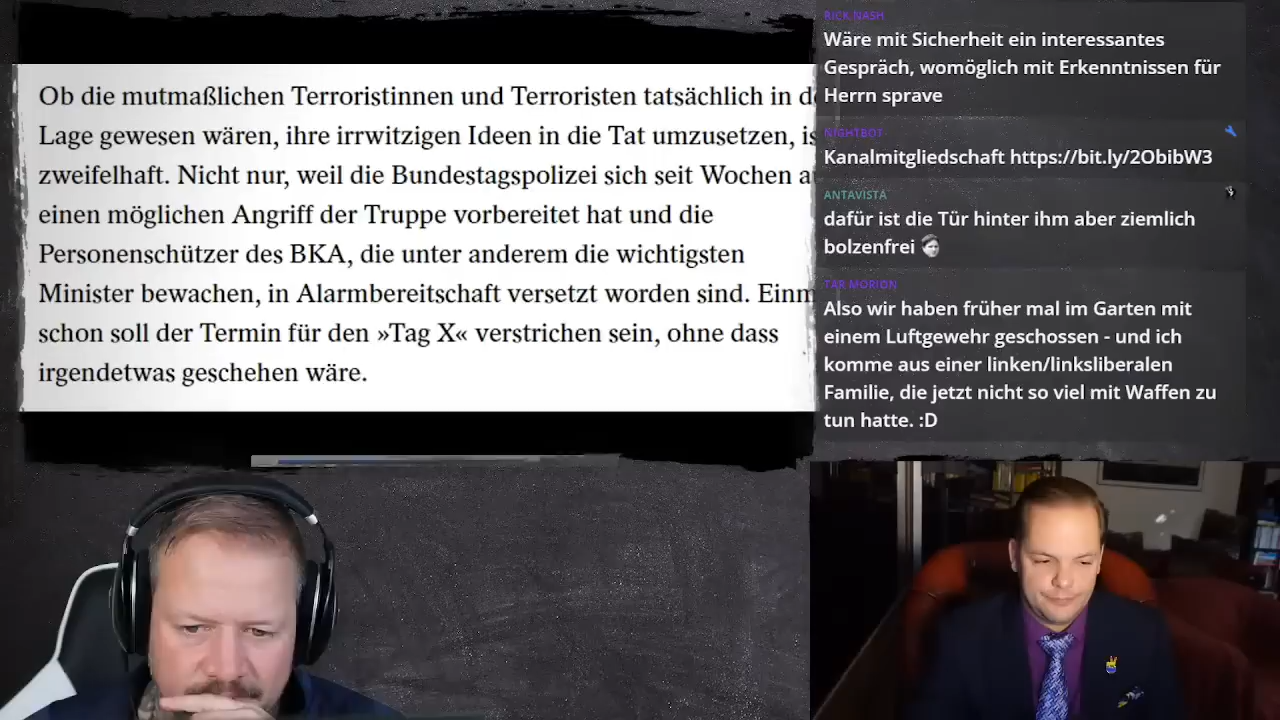 Ob die mutmaßlichen Terroristinnen und Terroristen tatsächlich in
Lage gewesen wären, ihre irrwitzigen Ideen in die Tat umzusetzen,
zweifelhaft. Nicht nur, weil die Bundestagspolizei sich seit Wochen
einen möglichen Angriff der Truppe vorbereitet hat und die
Personenschützer des BKA, die unter anderem die wichtigsten
Minister bewachen, in Alarmbereitschaft versetzt worden sind.
schon soll der Termin für den »Tag X« verstrichen sein, ohne dass
irgendetwas geschehen wäre.
RICK NASH
Wäre mit Sicherheit ein interessantes
Gespräch, womöglich mit Erkenntnissen für
Herrn sprave
NIGHTBOT
Kanalmitgliedschaft https://bit.ly/2ObibW3
ANTAVISTA
dafür ist die Tür hinter ihm aber ziemlich
bolzenfrei
TAR MORION
Also wir haben früher mal im Garten mit
einem Luftgewehr geschossen - und ich
komme aus einer linken/linksliberalen
Familie, die jetzt nicht so viel mit Waffen zu
tun hatte. :D